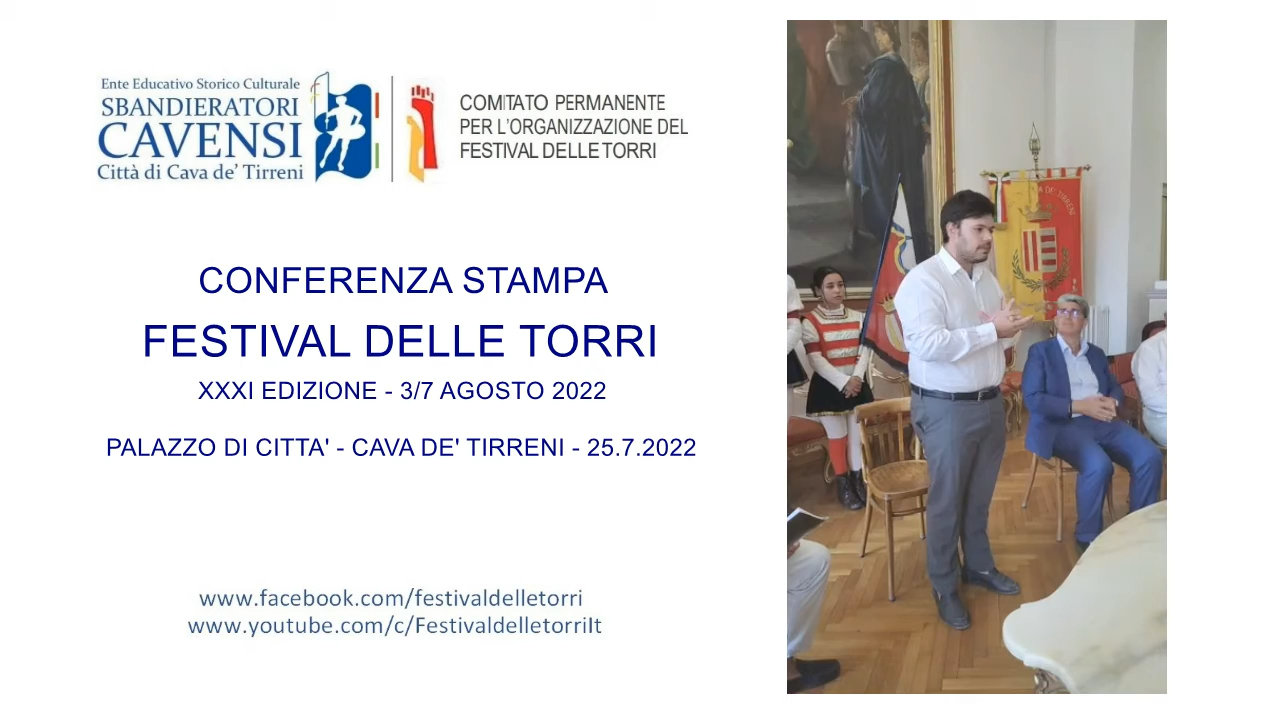 Ente Educativo Storico Culturale
SBANDIERATORI
CAVENSI
Città di Cava de' Tirreni
COMITATO PERMANENTE
PER L'ORGANIZZAZIONE DEL
FESTIVAL DELLE TORRI
CONFERENZA STAMPA
FESTIVAL DELLE TORRI
XXXI EDIZIONE - 3/7 AGOSTO 2022
PALAZZO DI CITTA' - CAVA DE' TIRRENI - 25.7.2022
www.facebook.com/festivaldelletorri
www.youtube.com/c/FestivaldelletorriIt
DE' TIRRENI